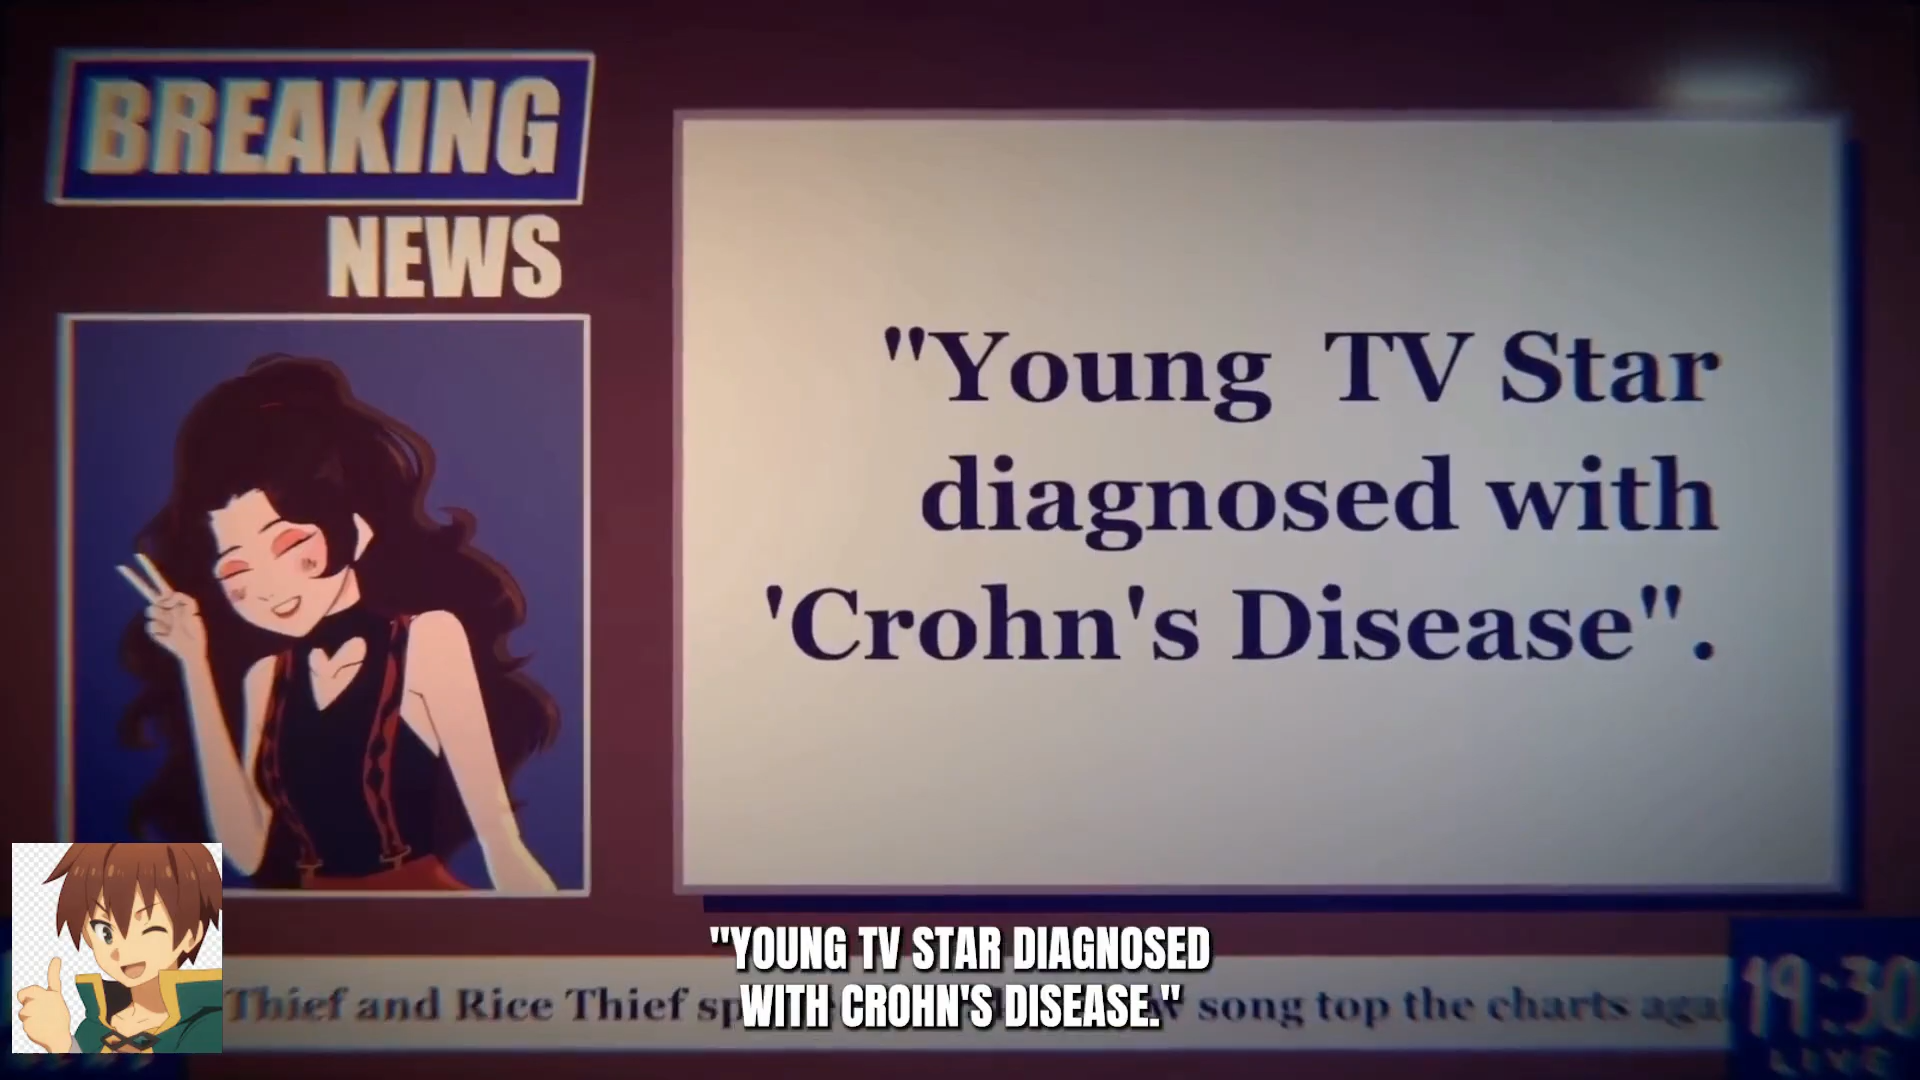 BREAKING
NEWS
"Young TV Star
diagnosed with
'Crohn's Disease".
"YOUNG TV STAR DIAGNOSED
WITH CROHN'S DISEASE."
Thief and Rice Thief song top the charts
19:30
LIVE